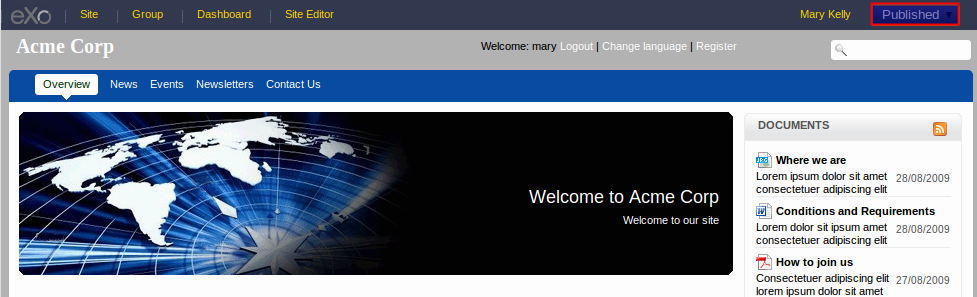 eXo Site Group Dashboard Site Editor Mary Kelly Published
Acme Corp
Welcome: mary Logout | Change language | Register
Overview News Events Newsletters Contact Us
Welcome to Acme Corp
Welcome to our site
DOCUMENTS
Where we are
Lorem ipsum dolor sit amet
consectetuer adipiscing elit
28/08/2009
Conditions and Requirements
Lorem ipsum dolor sit amet
consectetuer adipiscing elit
28/08/2009
How to join us
Consectetuer adipiscing elit
lorem ipsum dolor sit amet
27/08/2009